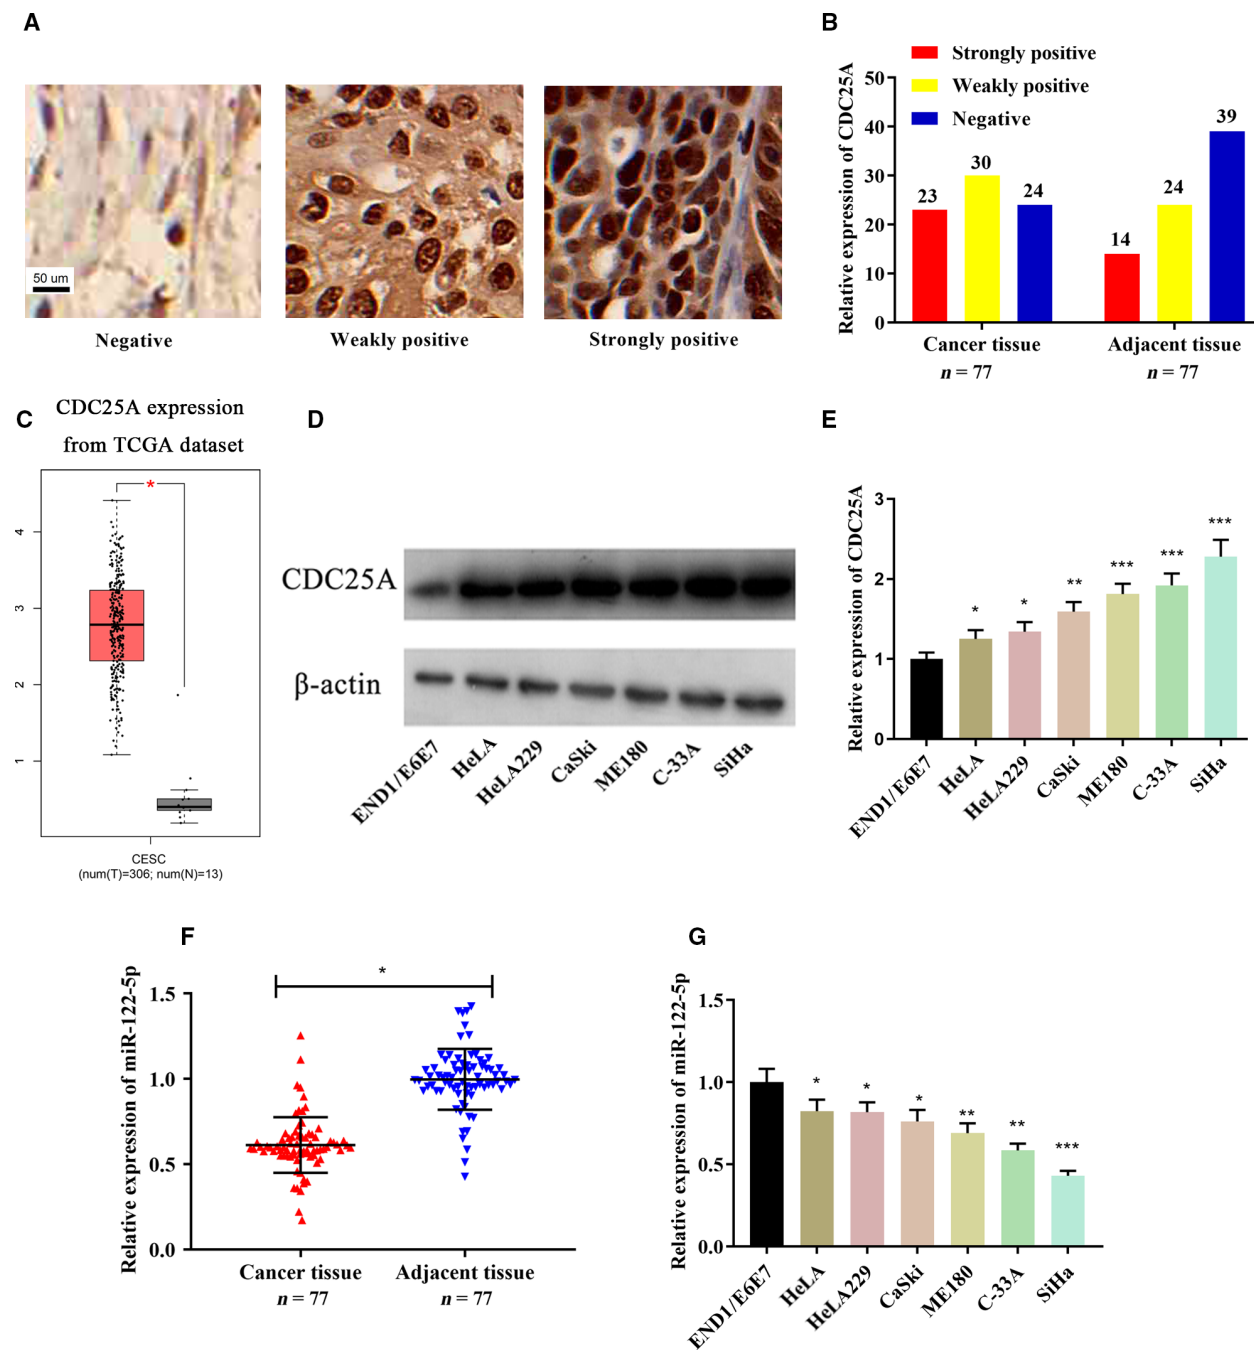 A
50 um
Negative
Weakly positive
Strongly positive
B
Strongly positive
Weakly positive
Negative
Relative expression of CDC25A
50
40
30
20
10
0
23
30
24
14
24
39
Cancer tissue
n = 77
Adjacent tissue
n = 77
C
CDC25A expression
from TCGA dataset
*
4
3
2
1
CESC
(num(T)=306; num(N)=13)
D
CDC25A
β-actin
END1/E6E7
HeLA
HeLA229
CaSki
ME180
C-33A
SiHa
E
Relative expression of CDC25A
3
2
1
0
*
*
**
***
***
***
END1/E6E7
HeLA
HeLA229
CaSki
ME180
C-33A
SiHa
F
Relative expression of miR-122-5p
1.5
1.0
0.5
0.0
*
Cancer tissue
n = 77
Adjacent tissue
n = 77
G
Relative expression of miR-122-5p
1.5
1.0
0.5
0.0
*
*
*
**
**
***
END1/E6E7
HeLA
HeLA229
CaSki
ME180
C-33A
SiHa